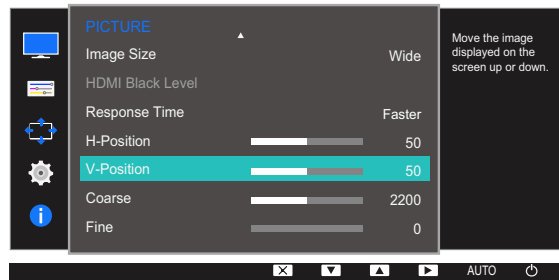 PICTURE
Image Size Wide
HDMI Black Level
Response Time Faster
H-Position 50
V-Position 50
Coarse 2200
Fine 0
Move the image
displayed on the
screen up or down.
AUTO